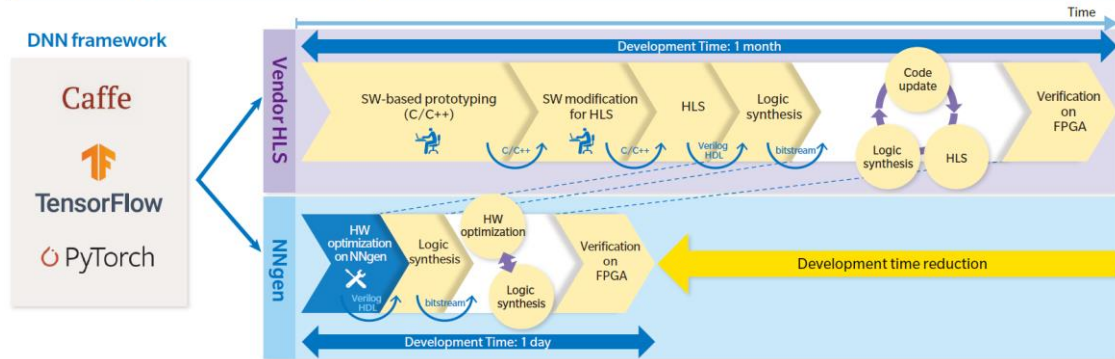 Time
DNN framework
Caffe
TensorFlow
PyTorch
Vendor HLS
Development Time: 1 month
SW-based prototyping
(C/C++)
C/C++
SW modification
for HLS
C/C++
HLS
Verilog
HDL
Logic
synthesis
bitstream
Code
update
Logic
synthesis
HLS
Verification
on
FPGA
NNgen
HW
optimization
on NNgen
Verilog
HDL
Logic
synthesis
bitstream
HW
optimization
Logic
synthesis
Verification
on
FPGA
Development Time: 1 day
Development time reduction